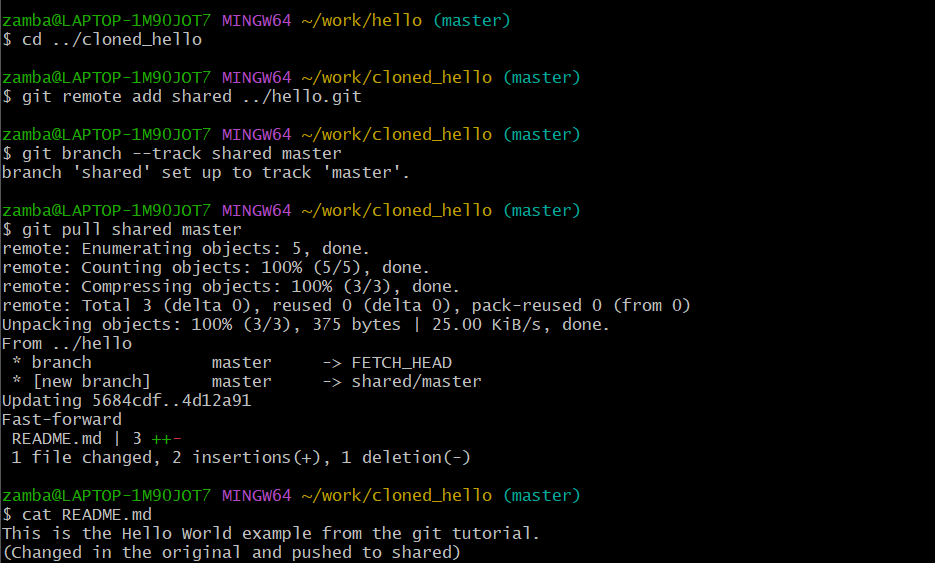 zamba@LAPTOP-1M90JOT7 MINGW64 ~/work/hello (master)
$ cd ../cloned_hello
zamba@LAPTOP-1M90JOT7 MINGW64 ~/work/cloned_hello (master)
$ git remote add shared ../hello.git
zamba@LAPTOP-1M90JOT7 MINGW64 ~/work/cloned_hello (master)
$ git branch --track shared master
branch 'shared' set up to track 'master'.
zamba@LAPTOP-1M90JOT7 MINGW64 ~/work/cloned_hello (master)
$ git pull shared master
remote: Enumerating objects: 5, done.
remote: Counting objects: 100% (5/5), done.
remote: Compressing objects: 100% (3/3), done.
remote: Total 3 (delta 0), reused 0 (delta 0), pack-reused 0 (from 0)
Unpacking objects: 100% (3/3), 375 bytes | 25.00 KiB/s, done.
From ../hello
 * branch            master     -> FETCH_HEAD
 * [new branch]      master     -> shared/master
Updating 5684cdf..4d12a91
Fast-forward
 README.md | 3 ++-
 1 file changed, 2 insertions(+), 1 deletion(-)
zamba@LAPTOP-1M90JOT7 MINGW64 ~/work/cloned_hello (master)
$ cat README.md
This is the Hello World example from the git tutorial.
(Changed in the original and pushed to shared)